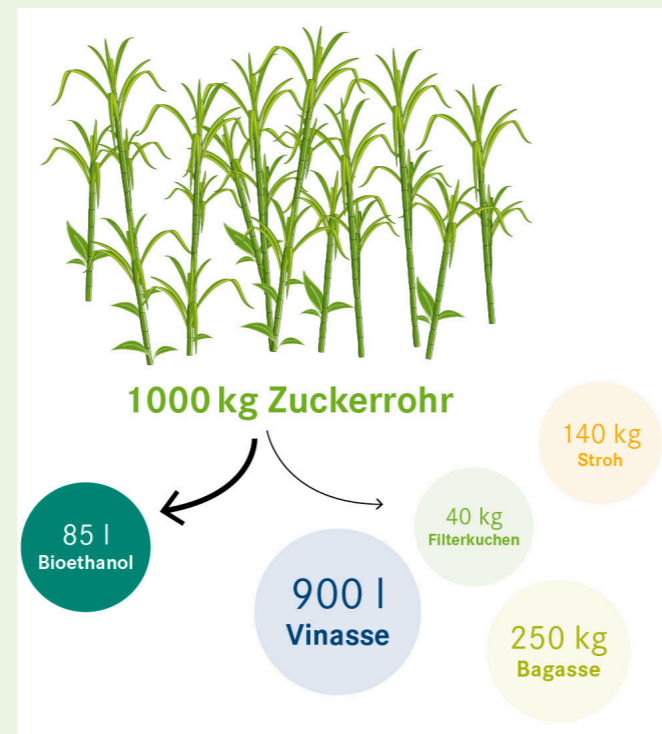 1000 kg Zuckerrohr
140 kg
Stroh
40 kg
Filterkuchen
85 l
Bioethanol
900 l
Vinasse
250 kg
Bagasse